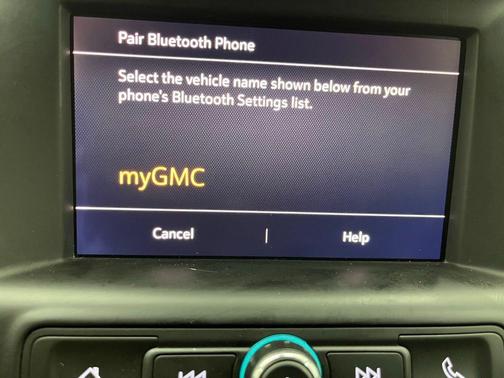 Pair Bluetooth Phone
Select the vehicle name shown below from your
phone's Bluetooth Settings list.
myGMC
Cancel | Help